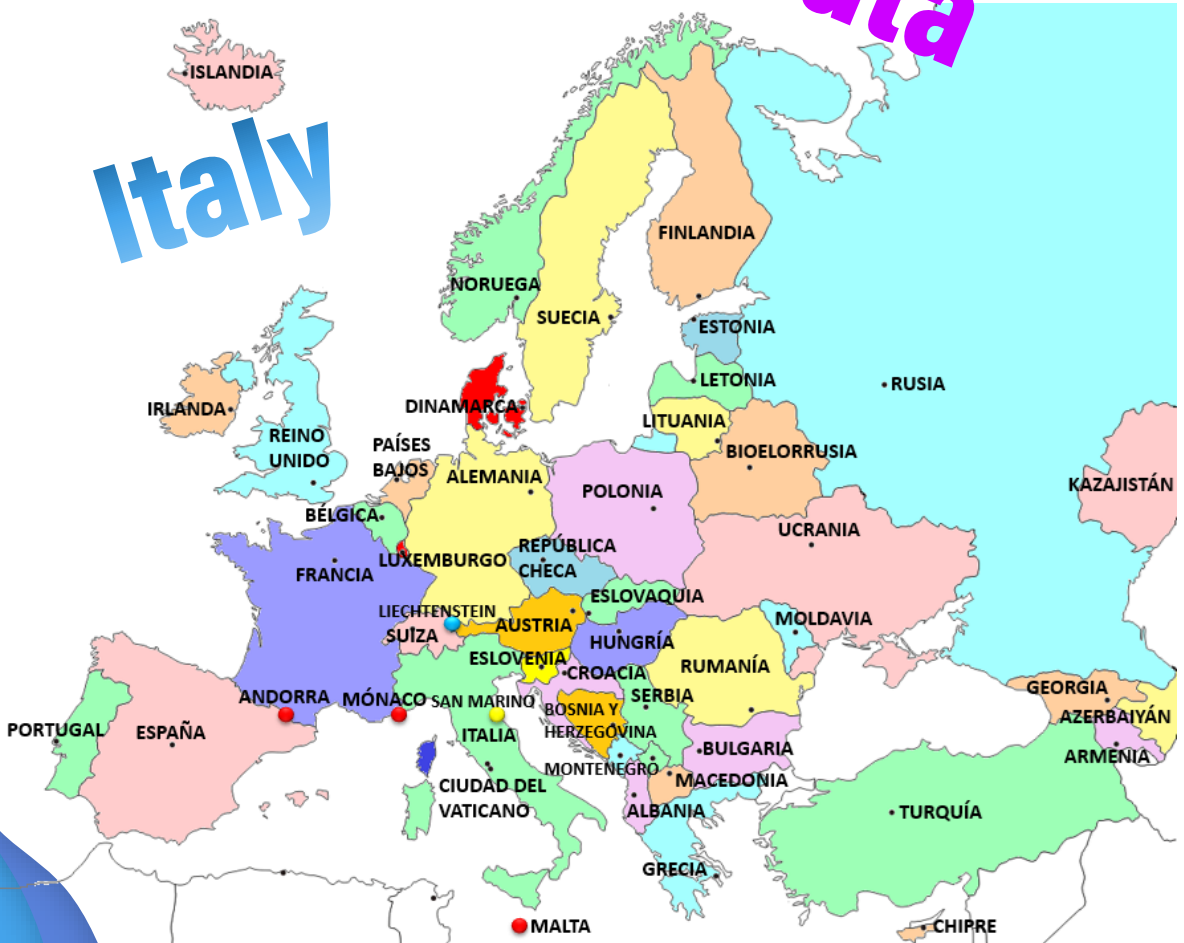 ISLANDIA
Italy
FINLANDIA
NORUEGA
SUECIA
ESTONIA
LETONIA
RUSIA
IRLANDA
DINAMARCA
LITUANIA
REINO
UNIDO
PAÍSES
BAJOS
BIOELORRUSIA
ALEMANIA
POLONIA
KAZAJISTÁN
BÉLGICA
UCRANIA
LUXEMBURGO
REPÚBLICA
CHECA
FRANCIA
ESLOVAQUIA
LIECHTENSTEIN
SUIZA
AUSTRIA
MOLDAVIA
HUNGRÍA
ESLOVENIA
CROACIA
RUMANÍA
ANDORRA
MÓNACO
SAN MARINO
SERBIA
GEORGIA
BOSNIA Y
HERZEGOVINA
AZERBAIYÁN
PORTUGAL
ESPAÑA
ITALIA
BULGARIA
ARMENIA
MONTENEGRO
MACEDONIA
CIUDAD DEL
VATICANO
ALBANIA
TURQUÍA
GRECIA
MALTA
CHIPRE